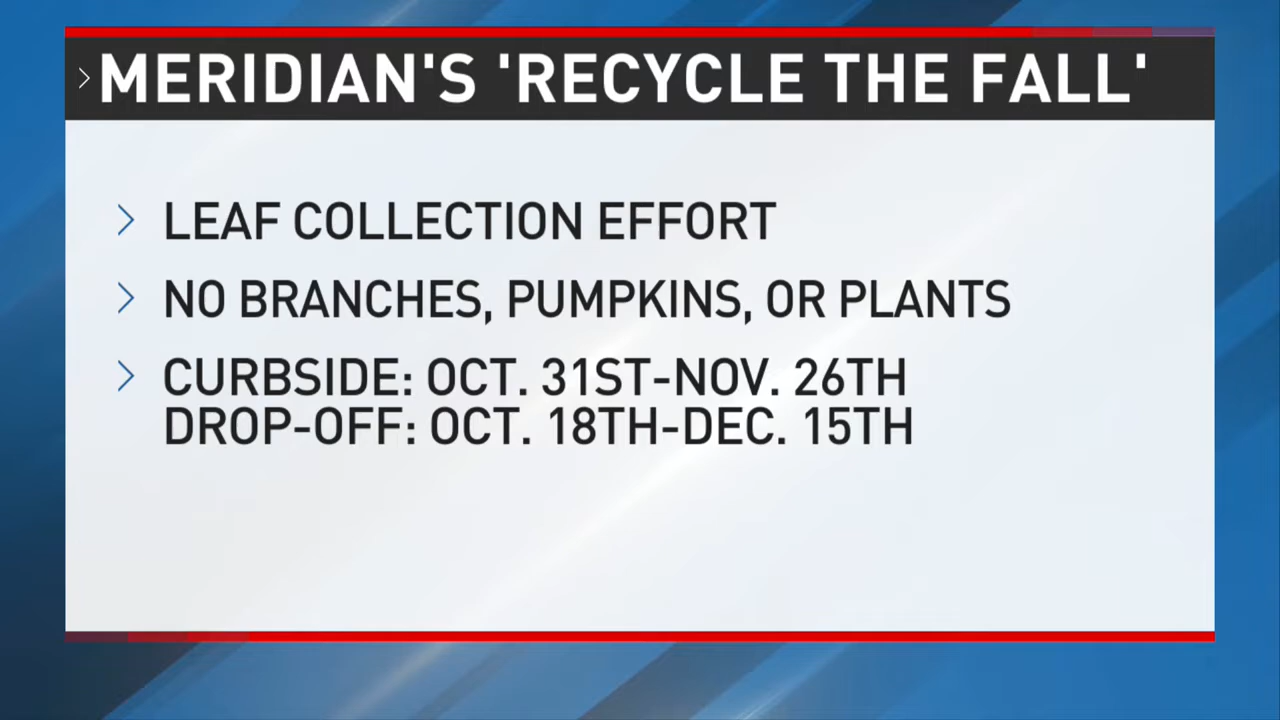 MERIDIAN'S 'RECYCLE THE FALL'
LEAF COLLECTION EFFORT
NO BRANCHES, PUMPKINS, OR PLANTS
CURBSIDE: OCT. 31ST-NOV. 26TH
DROP-OFF: OCT. 18TH-DEC. 15TH